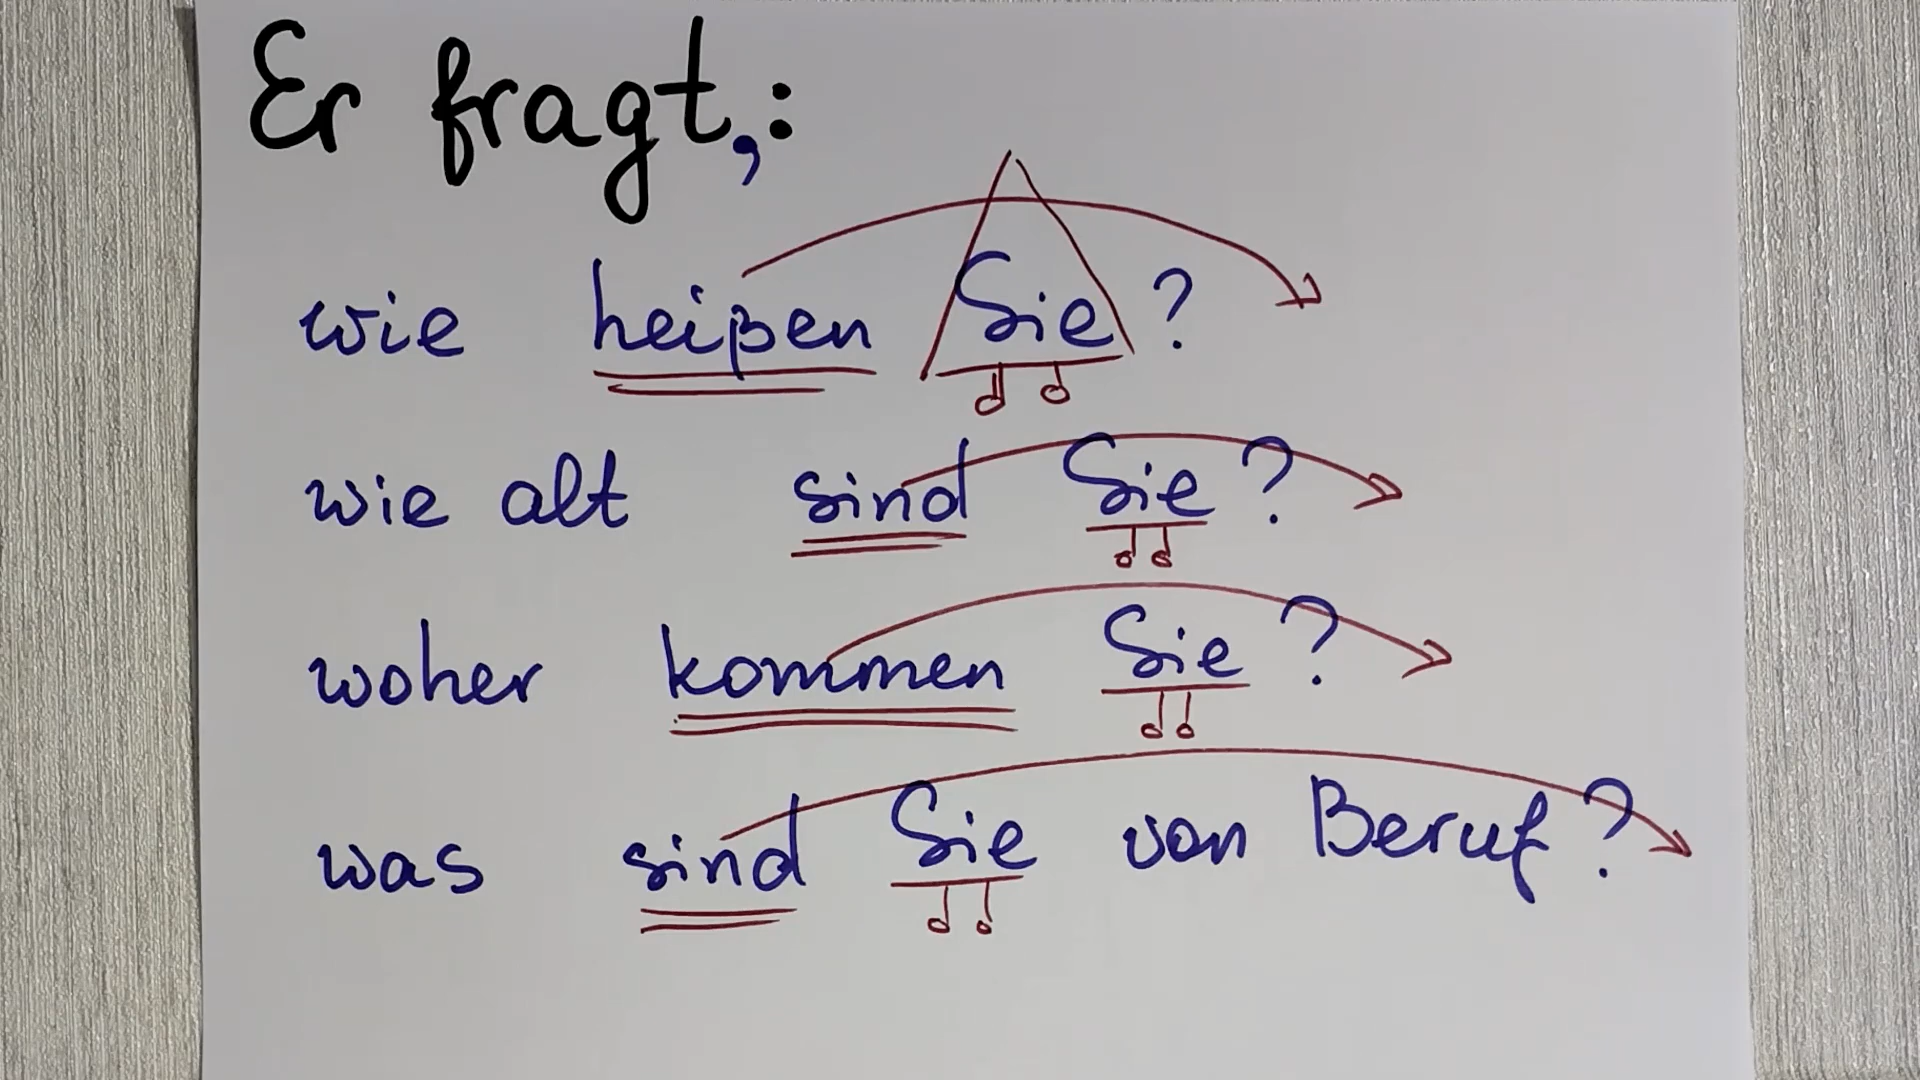 Er fragt,:
wie heißen Sie?
wie alt sind Sie?
woher kommen Sie?
was sind Sie von Beruf?